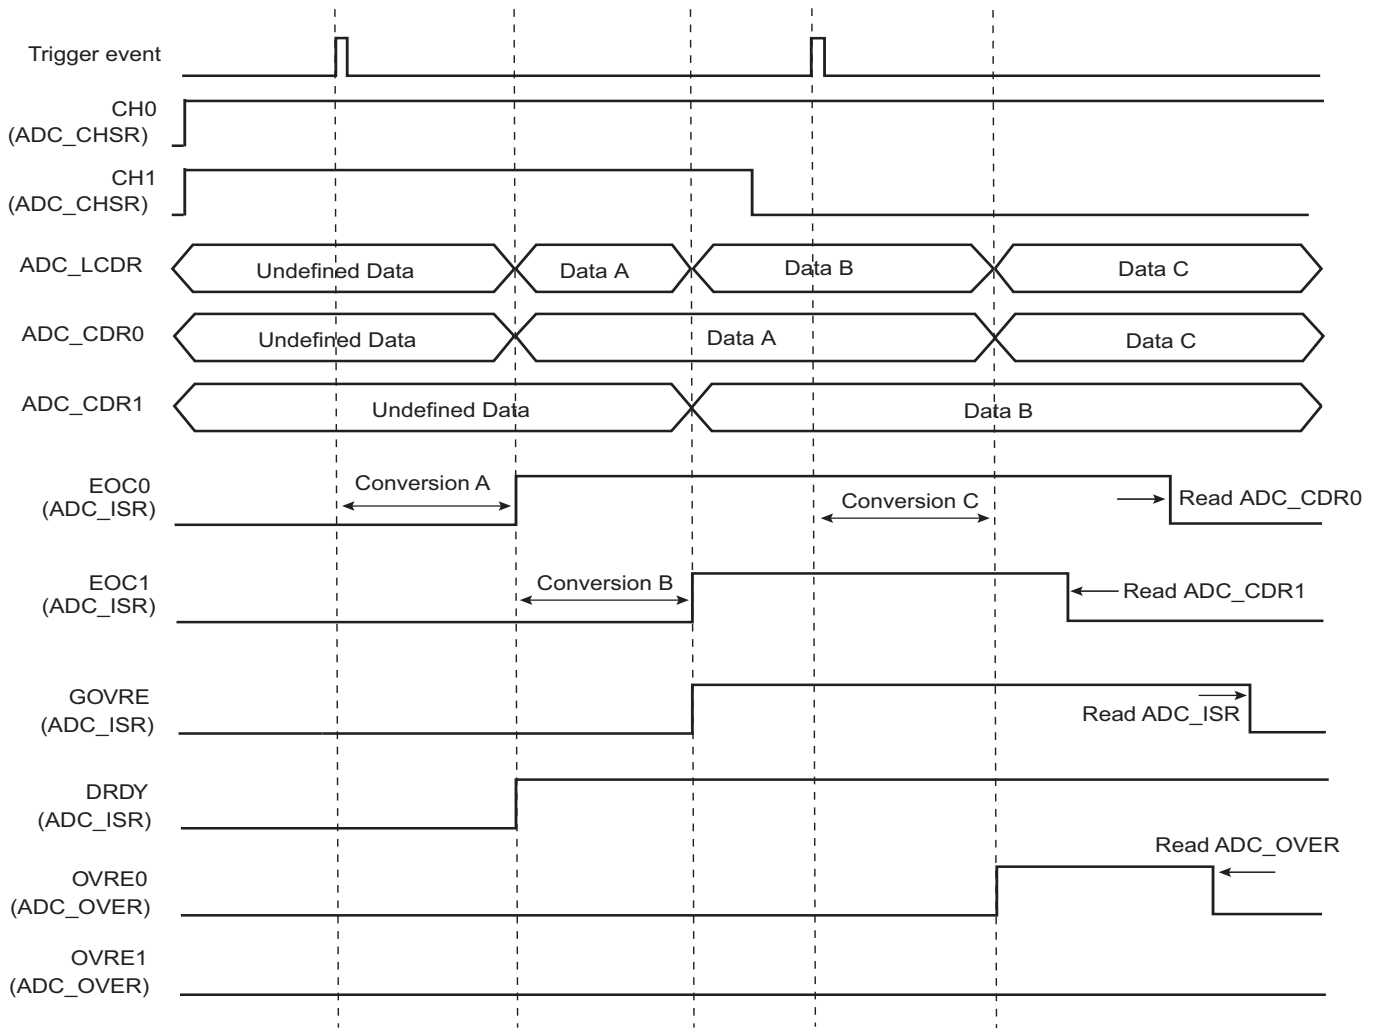 Trigger event
CH0
(ADC_CHSR)
CH1
(ADC_CHSR)
ADC_LCDR
Undefined Data
Data A
Data B
Data C
ADC_CDR0
Undefined Data
Data A
Data C
ADC_CDR1
Undefined Data
Data B
EOC0
(ADC_ISR)
Conversion A
Conversion C
Read ADC_CDR0
EOC1
(ADC_ISR)
Conversion B
Read ADC_CDR1
GOVRE
(ADC_ISR)
Read ADC_ISR
DRDY
(ADC_ISR)
Read ADC_OVER
OVRE0
(ADC_OVER)
OVRE1
(ADC_OVER)